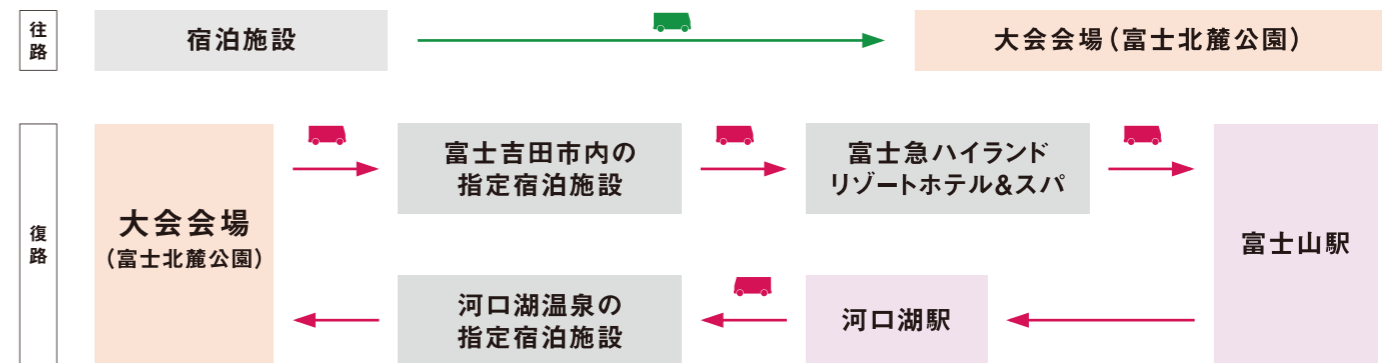 往路
宿泊施設
大会会場（富士北麓公園）
復路
大会会場
（富士北麓公園）
富士吉田市内の
指定宿泊施設
富士急ハイランド
リゾートホテル&スパ
富士山駅
河口湖温泉の
指定宿泊施設
河口湖駅